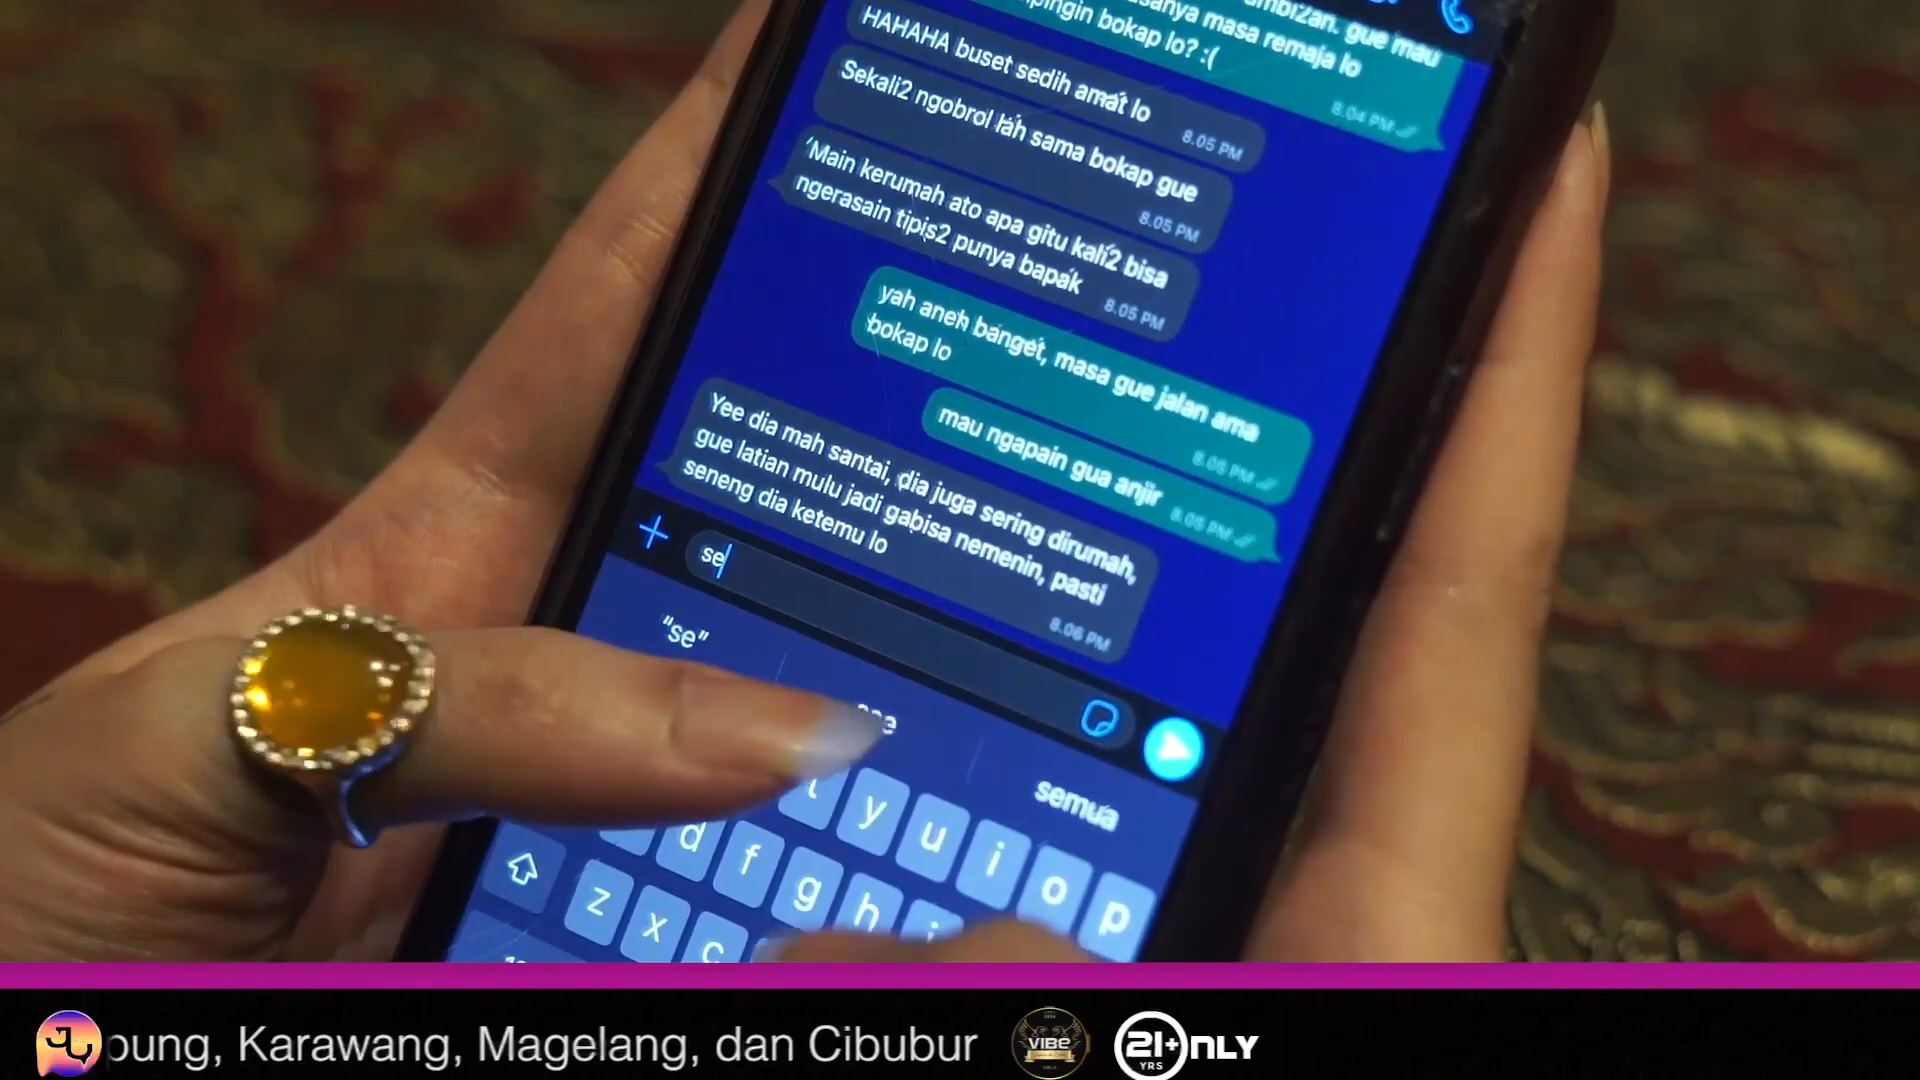 gue mau
masa remaja lo
bokap lo? :(
8.04 PM
HAHAHA buset sedih amat lo
8.05 PM
Sekali2 ngobrol lah sama bokap gue
8.05 PM
'Main kerumah ato apa gitu kali2 bisa
ngerasain tipis2 punya bapak
8.05 PM
yah aneh banget, masa gue jalan ama
bokap lo
8.05 PM
mau ngapain gua anjir
8.05 PM
Yee dia mah santai, dia juga sering dirumah,
gue latian mulu jadi gabisa nemenin, pasti
seneng dia ketemu lo
8.06 PM
se
"se"
semua
t y u i o p
d f g h j
z x c
pung, Karawang, Magelang, dan Cibubur
VIBE
21+ONLY
YRS